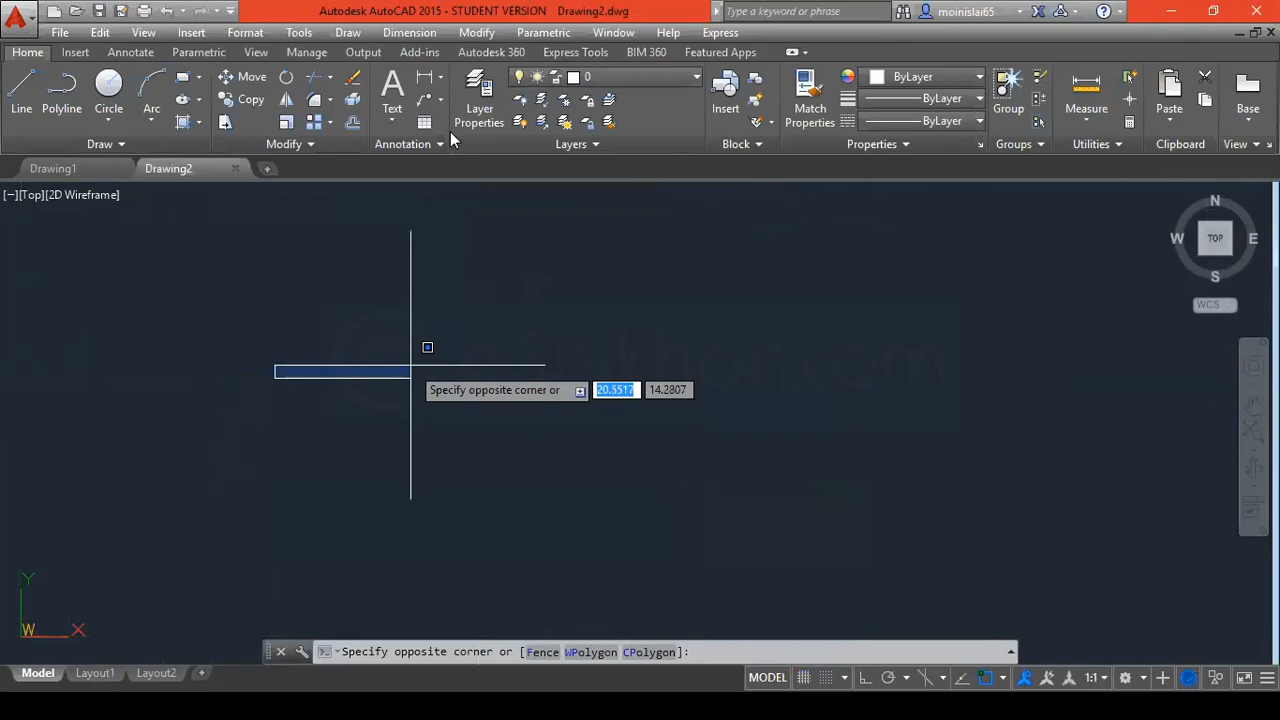 Autodesk AutoCAD 2015 - STUDENT VERSION Drawing2.dwg
Type a keyword or phrase
moinislai65
File Edit View Insert Format Tools Draw Dimension Modify Parametric Window Help Express
Home Insert Annotate Parametric View Manage Output Add-ins Autodesk 360 Express Tools BIM 360 Featured Apps
Move
0
ByLayer
Line Polyline Circle Arc
Copy
Text
Layer Properties
Insert
Match Properties
ByLayer
Group
Measure
Paste
Base
ByLayer
Draw Modify Annotation Layers Block Properties Groups Utilities Clipboard View
Drawing1 Drawing2
[−][Top][2D Wireframe]
N
W TOP E
S
WCS
Specify opposite corner or 20.5517 14.2807
Y
W X
Specify opposite corner or [Fence WPolygon CPolygon]:
Model Layout1 Layout2
MODEL 1:1